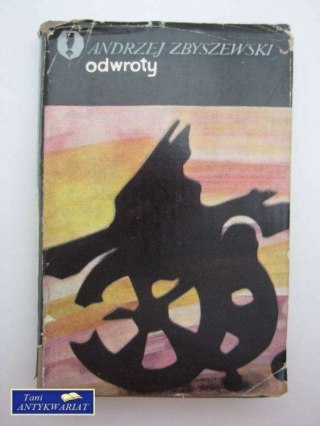 ANDRZEJ ZBYSZEWSKI
odwroty
Tani
ANTYKWARIAT